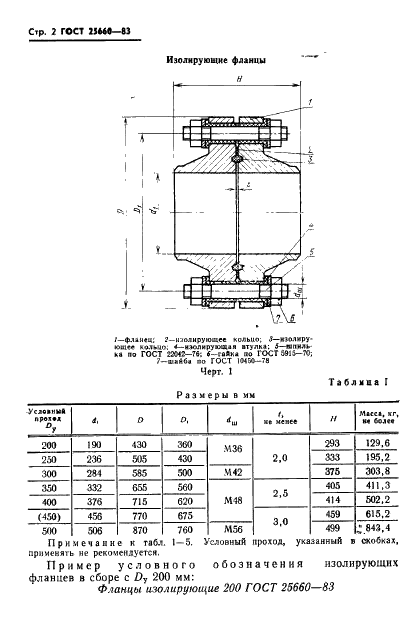 Стр. 2 ГОСТ 25660—83
Изолирующие фланцы
H
1
2
3
D
D₁
d₁
t
4
5
dш
7 6
1—фланец; 2—изолирующее кольцо; 3—изолиру-
ющее кольцо; 4—изолирующая втулка; 5—шпиль-
ка по ГОСТ 22042—76; 6—гайка по ГОСТ 5915—70;
7—шайба по ГОСТ 10450—78
Черт. 1
Таблица 1
Размеры в мм
Условный проход Dу d₁ D D₁ dш t, не менее H Масса, кг, не более
200 190 430 360 М36 2,0 293 129,6
250 236 505 430 333 195,2
300 284 585 500 М42 375 303,8
350 332 655 560 М48 2,5 405 411,3
400 376 715 620 414 502,2
(450) 456 770 675 3,0 459 615,2
500 506 870 760 М56 499 843,4
Примечание к табл. 1—5. Условный проход, указанный в скобках,
применять не рекомендуется.
Пример условного обозначения изолирующих
фланцев в сборе с Dу 200 мм:
Фланцы изолирующие 200 ГОСТ 25660—83